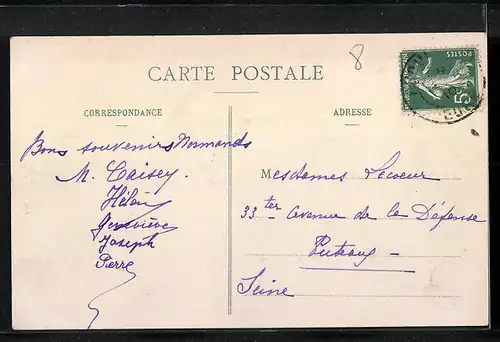 8
POSTES
5
CARTE POSTALE
CORRESPONDANCE
ADRESSE
Bons souvenirs Normands
M. Caisey.
Hélène
Geneviève
Joseph
Pierre
Mesdames Lecoeur
33 ter Avenue de la Défense
Puteaux
Seine